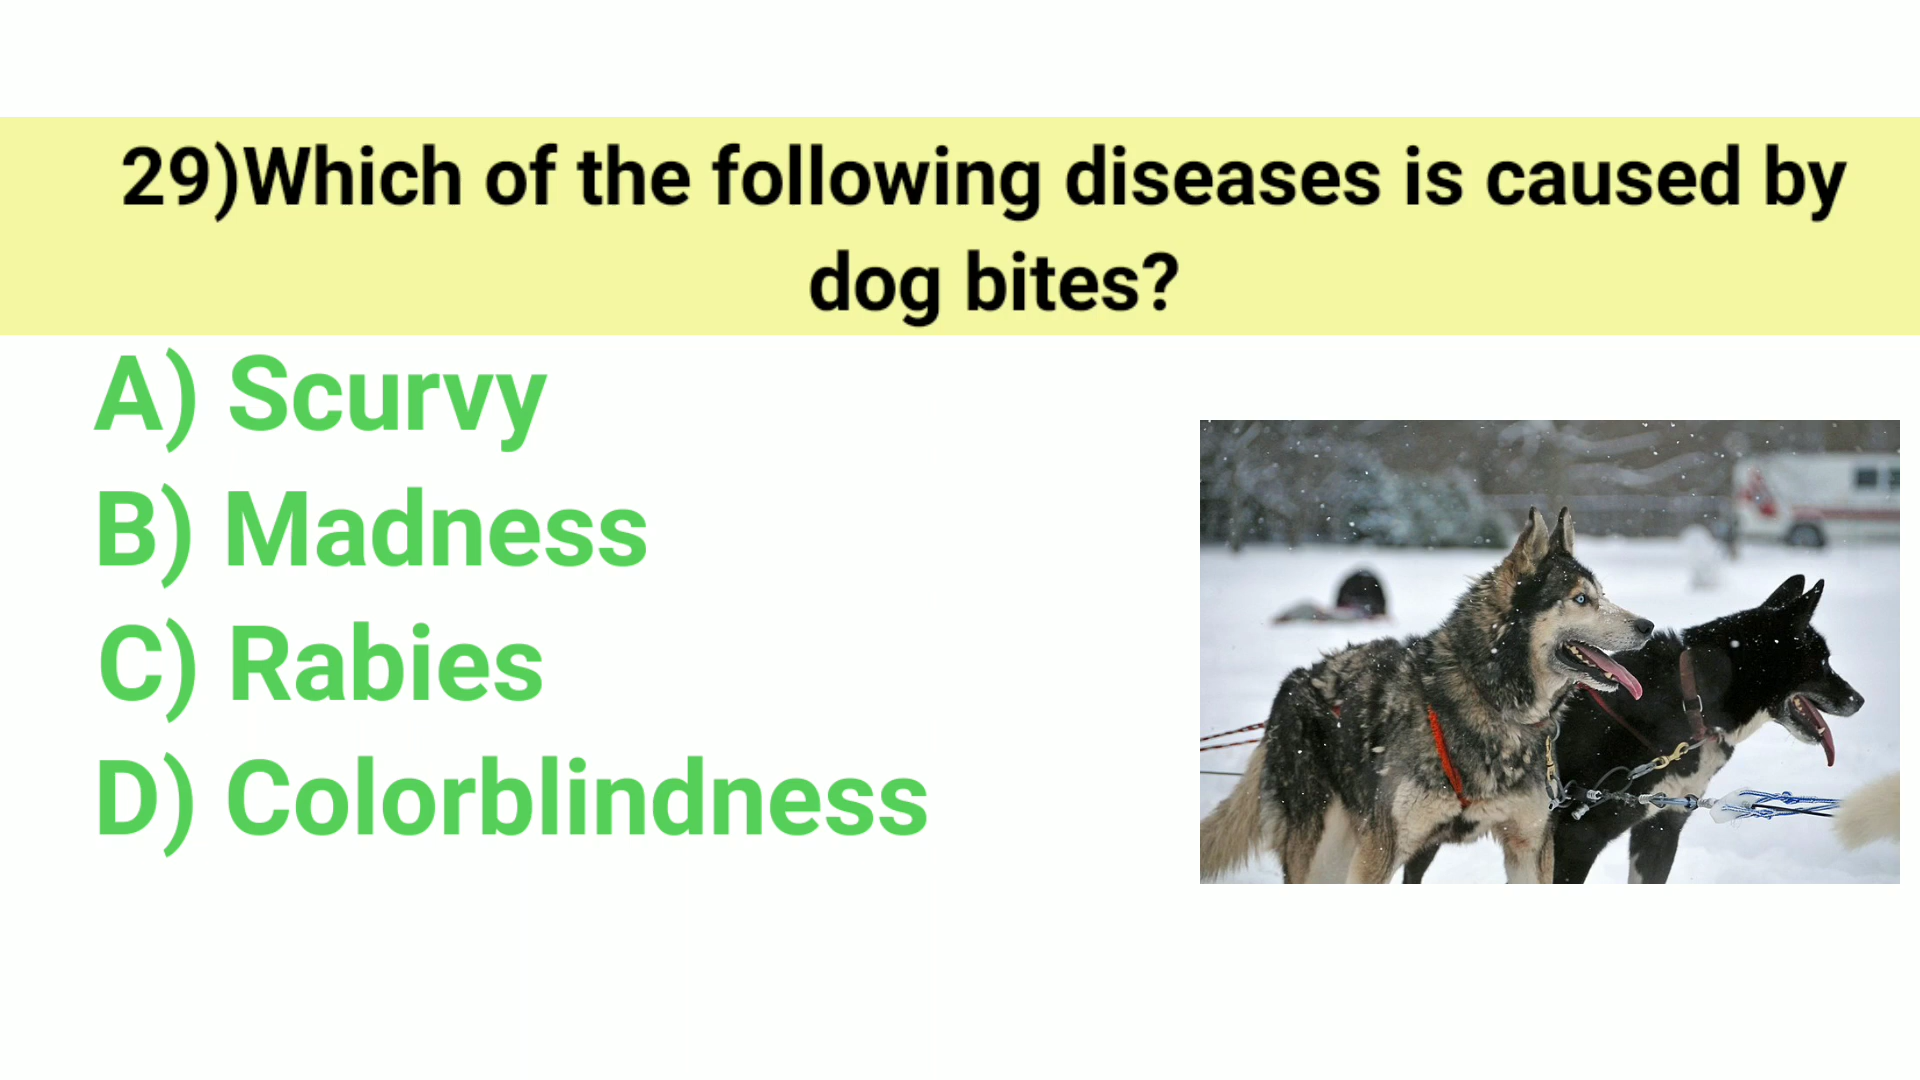 29)Which of the following diseases is caused by
dog bites?
A) Scurvy
B) Madness
C) Rabies
D) Colorblindness